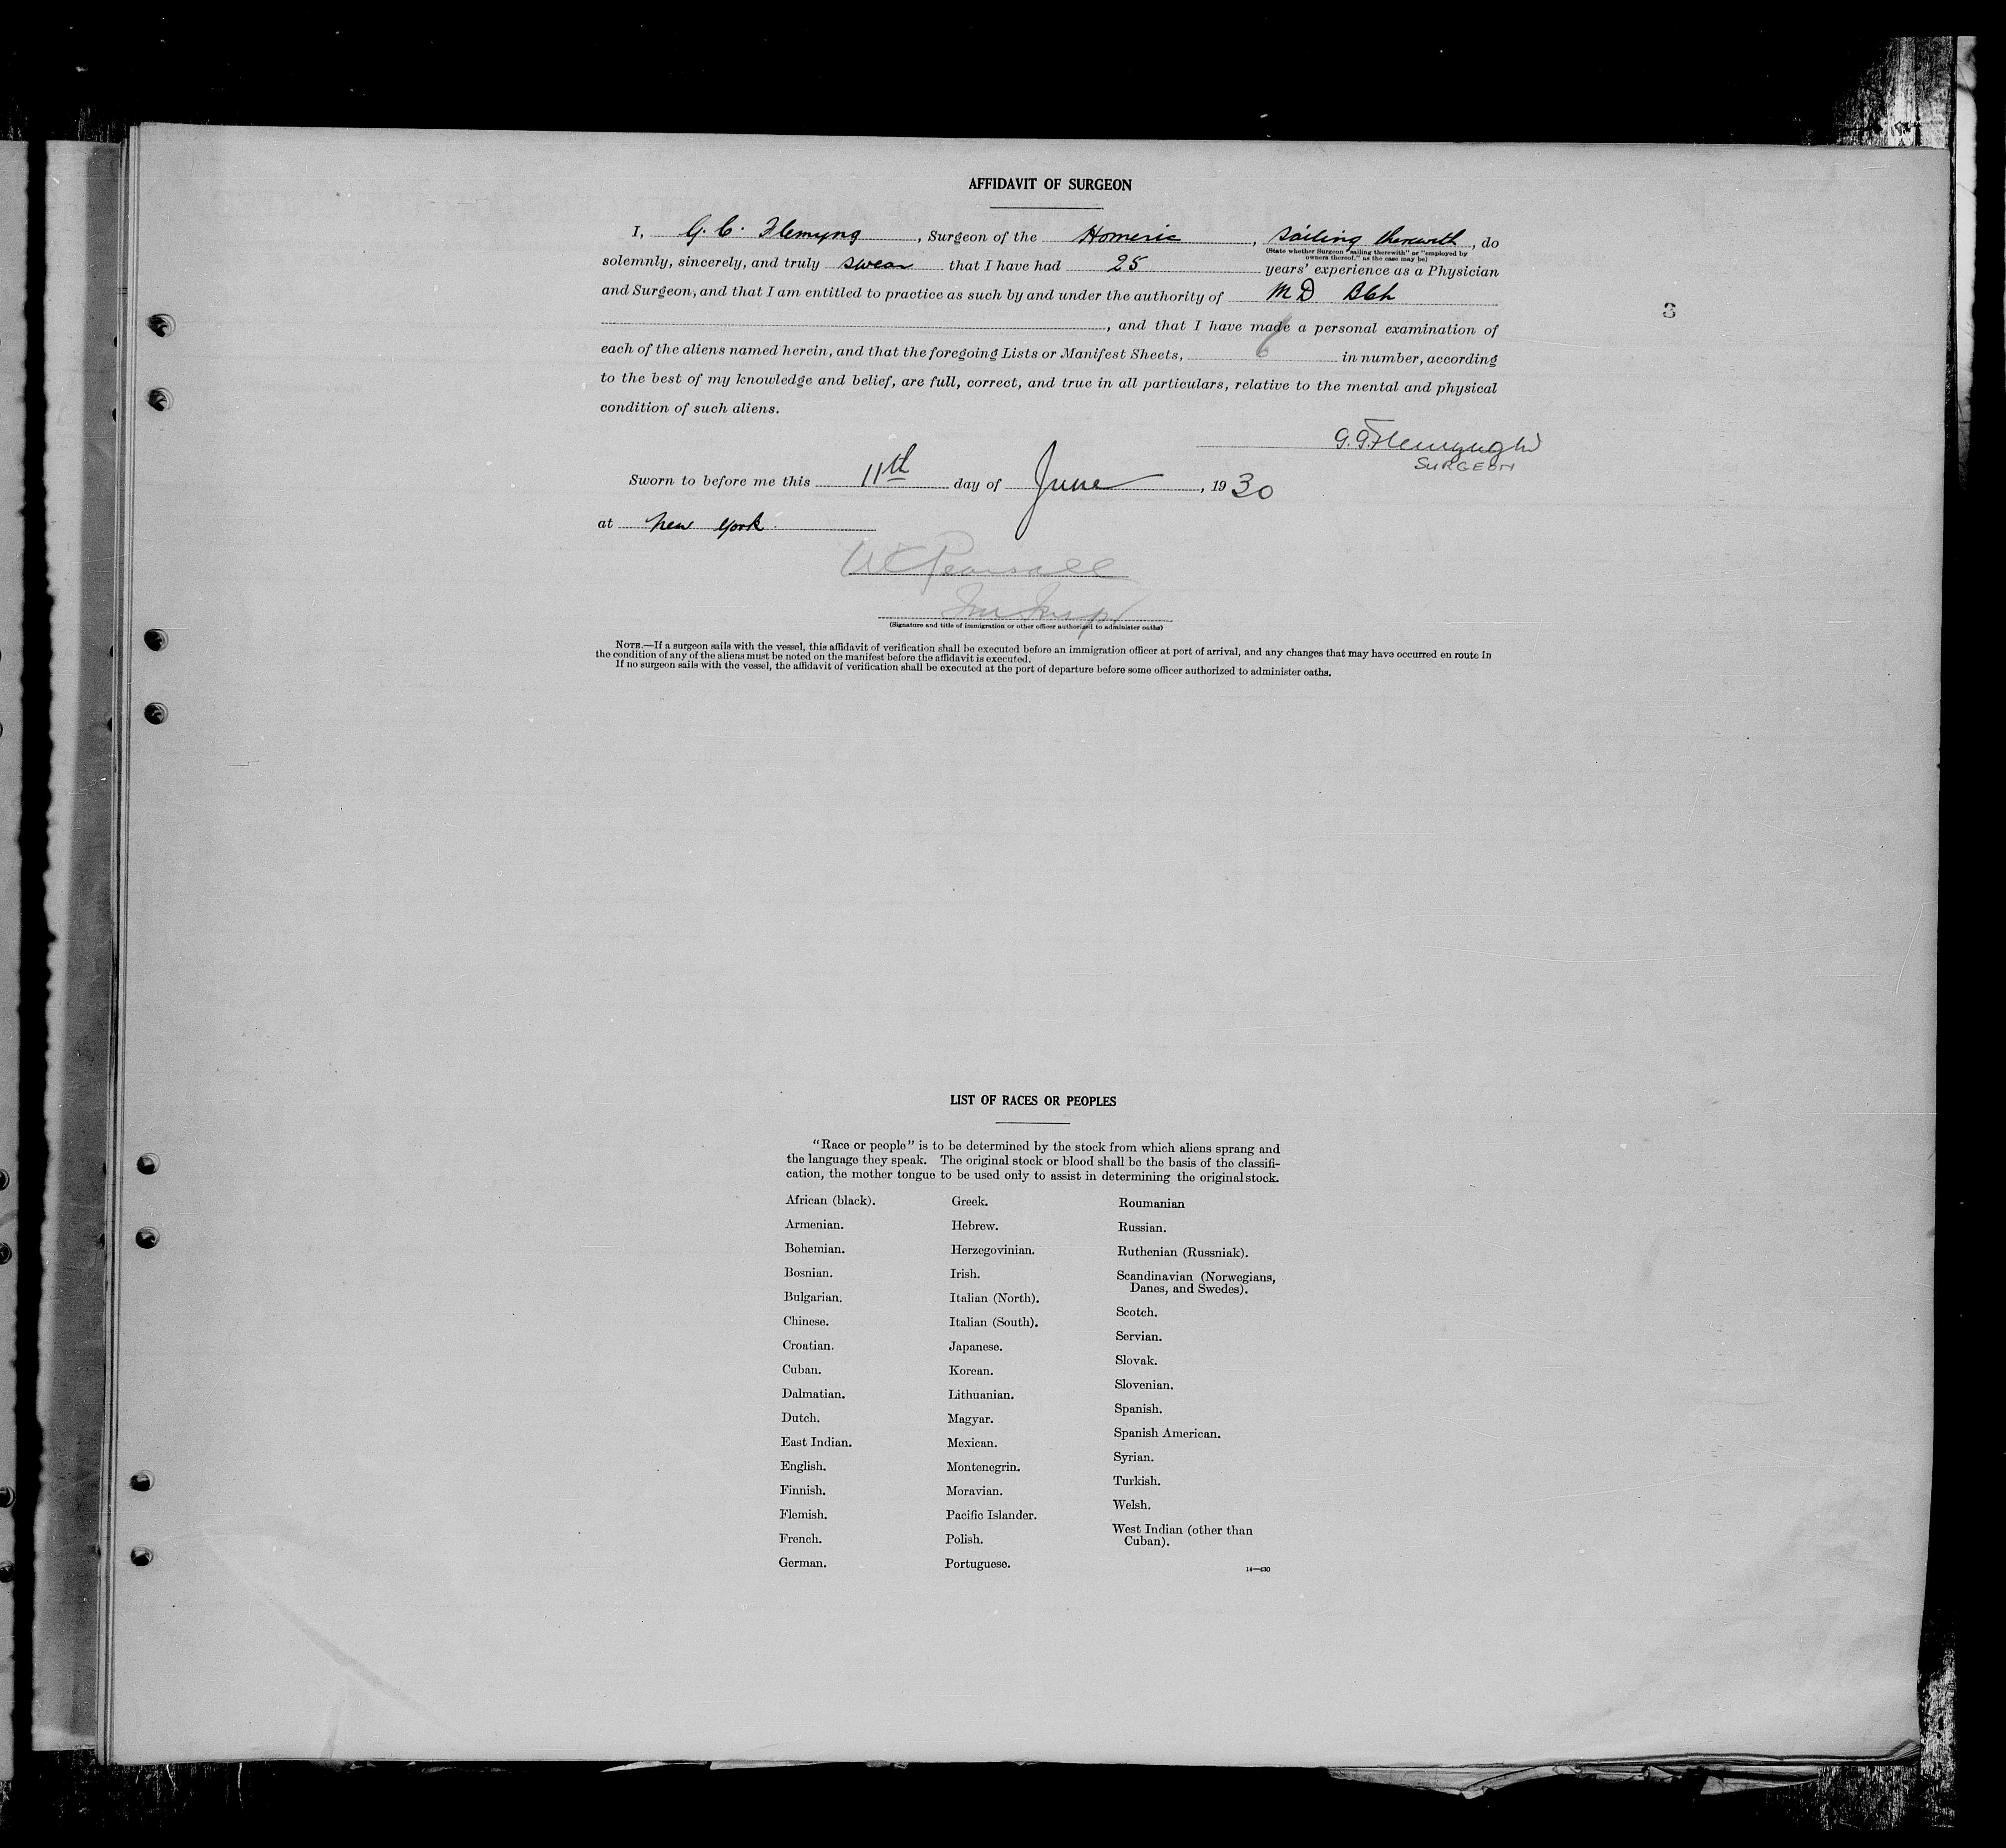 AFFIDAVIT OF SURGEON
I, G. C. Flemyng, Surgeon of the Homeric, sailing therewith, do
(State whether Surgeon "sailing therewith" or "employed by
owners thereof," as the case may be)
solemnly, sincerely, and truly swear that I have had 25 years' experience as a Physician
and Surgeon, and that I am entitled to practice as such by and under the authority of MD BCh
, and that I have made a personal examination of
each of the aliens named herein, and that the foregoing Lists or Manifest Sheets, 6 in number, according
to the best of my knowledge and belief, are full, correct, and true in all particulars, relative to the mental and physical
condition of such aliens.
SURGEON
Sworn to before me this 11th day of June, 1930
at New York.
Pearsall
(Signature and title of immigration or other officer authorized to administer oaths)
NOTE.—If a surgeon sails with the vessel, this affidavit of verification shall be executed before an immigration officer at port of arrival, and any changes that may have occurred en route in
the condition of any of the aliens must be noted on the manifest before the affidavit is executed.
If no surgeon sails with the vessel, the affidavit of verification shall be executed at the port of departure before some officer authorized to administer oaths.
LIST OF RACES OR PEOPLES
"Race or people" is to be determined by the stock from which aliens sprang and
the language they speak. The original stock or blood shall be the basis of the classifi-
cation, the mother tongue to be used only to assist in determining the original stock.
African (black).
Armenian.
Bohemian.
Bosnian.
Bulgarian.
Chinese.
Croatian.
Cuban.
Dalmatian.
Dutch.
East Indian.
English.
Finnish.
Flemish.
French.
German.
Greek.
Hebrew.
Herzegovinian.
Irish.
Italian (North).
Italian (South).
Japanese.
Korean.
Lithuanian.
Magyar.
Mexican.
Montenegrin.
Moravian.
Pacific Islander.
Polish.
Portuguese.
Roumanian
Russian.
Ruthenian (Russniak).
Scandinavian (Norwegians,
Danes, and Swedes).
Scotch.
Servian.
Slovak.
Slovenian.
Spanish.
Spanish American.
Syrian.
Turkish.
Welsh.
West Indian (other than
Cuban).
14—430